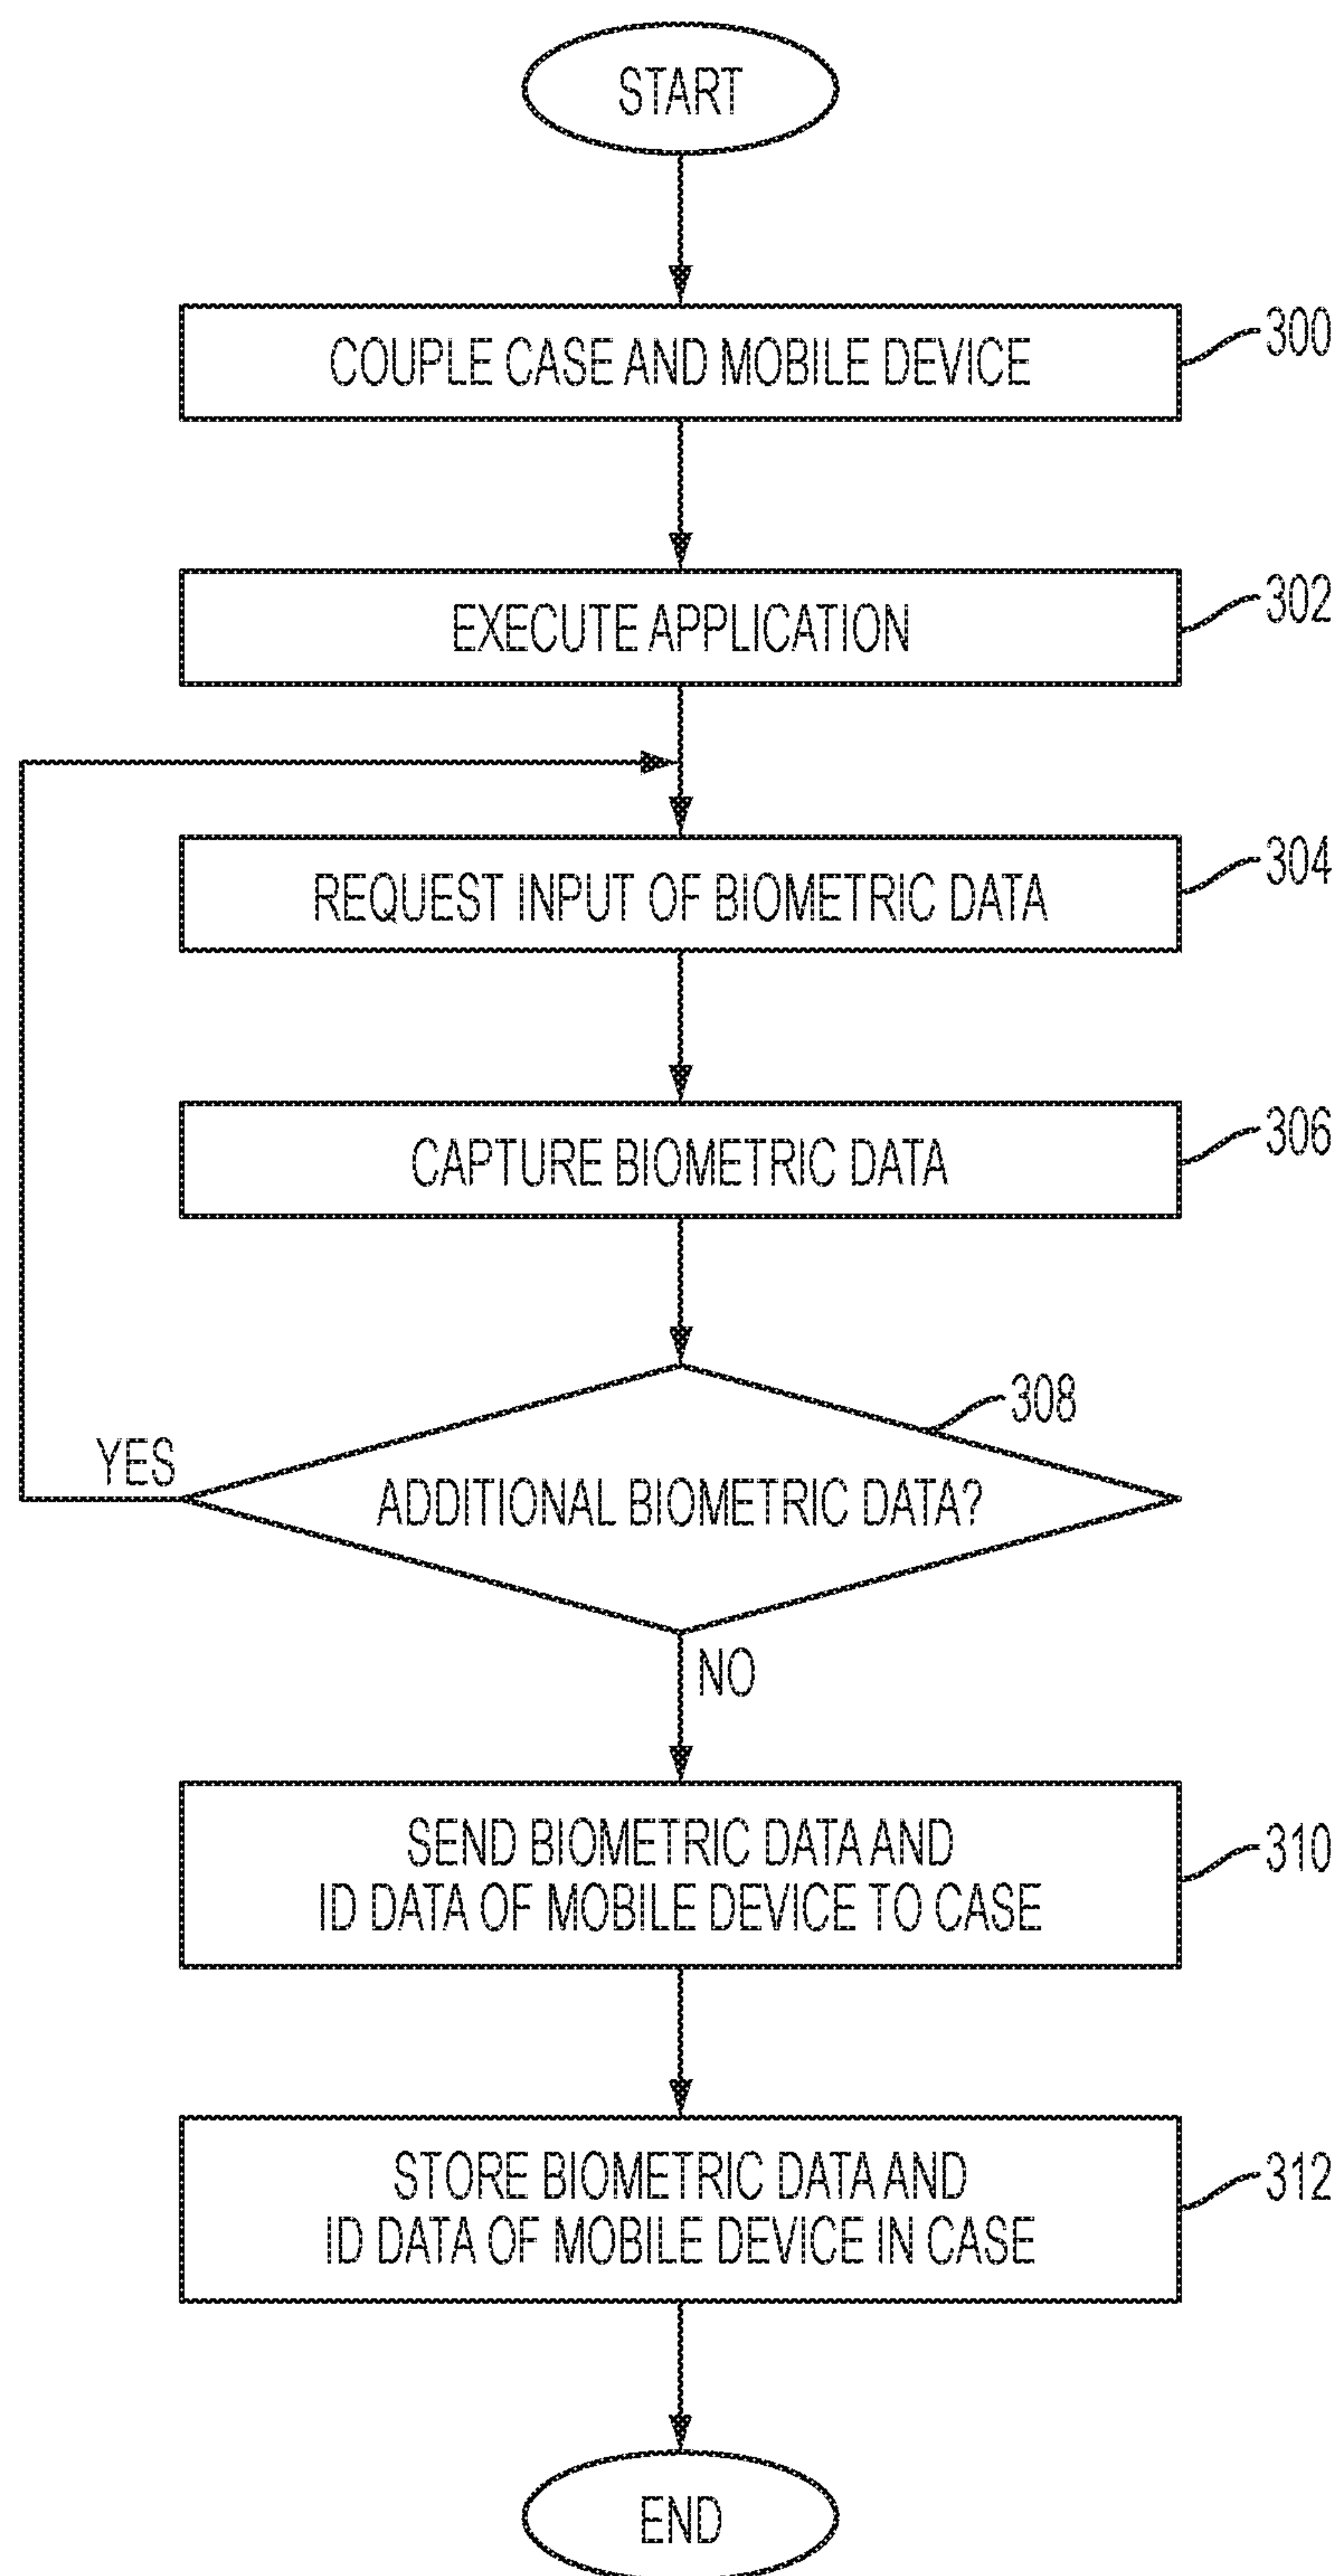 START
COUPLE CASE AND MOBILE DEVICE
300
EXECUTE APPLICATION
302
REQUEST INPUT OF BIOMETRIC DATA
304
CAPTURE BIOMETRIC DATA
306
308
YES
ADDITIONAL BIOMETRIC DATA?
NO
SEND BIOMETRIC DATA AND
ID DATA OF MOBILE DEVICE TO CASE
310
STORE BIOMETRIC DATA AND
ID DATA OF MOBILE DEVICE IN CASE
312
END